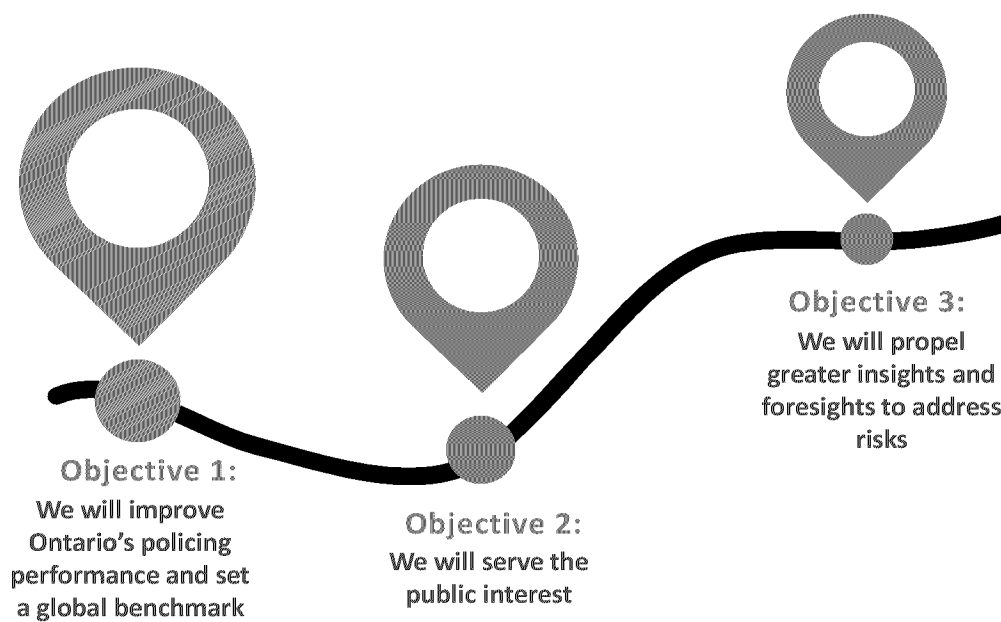 Objective 1:
We will improve
Ontario's policing
performance and set
a global benchmark
Objective 2:
We will serve the
public interest
Objective 3:
We will propel
greater insights and
foresights to address
risks